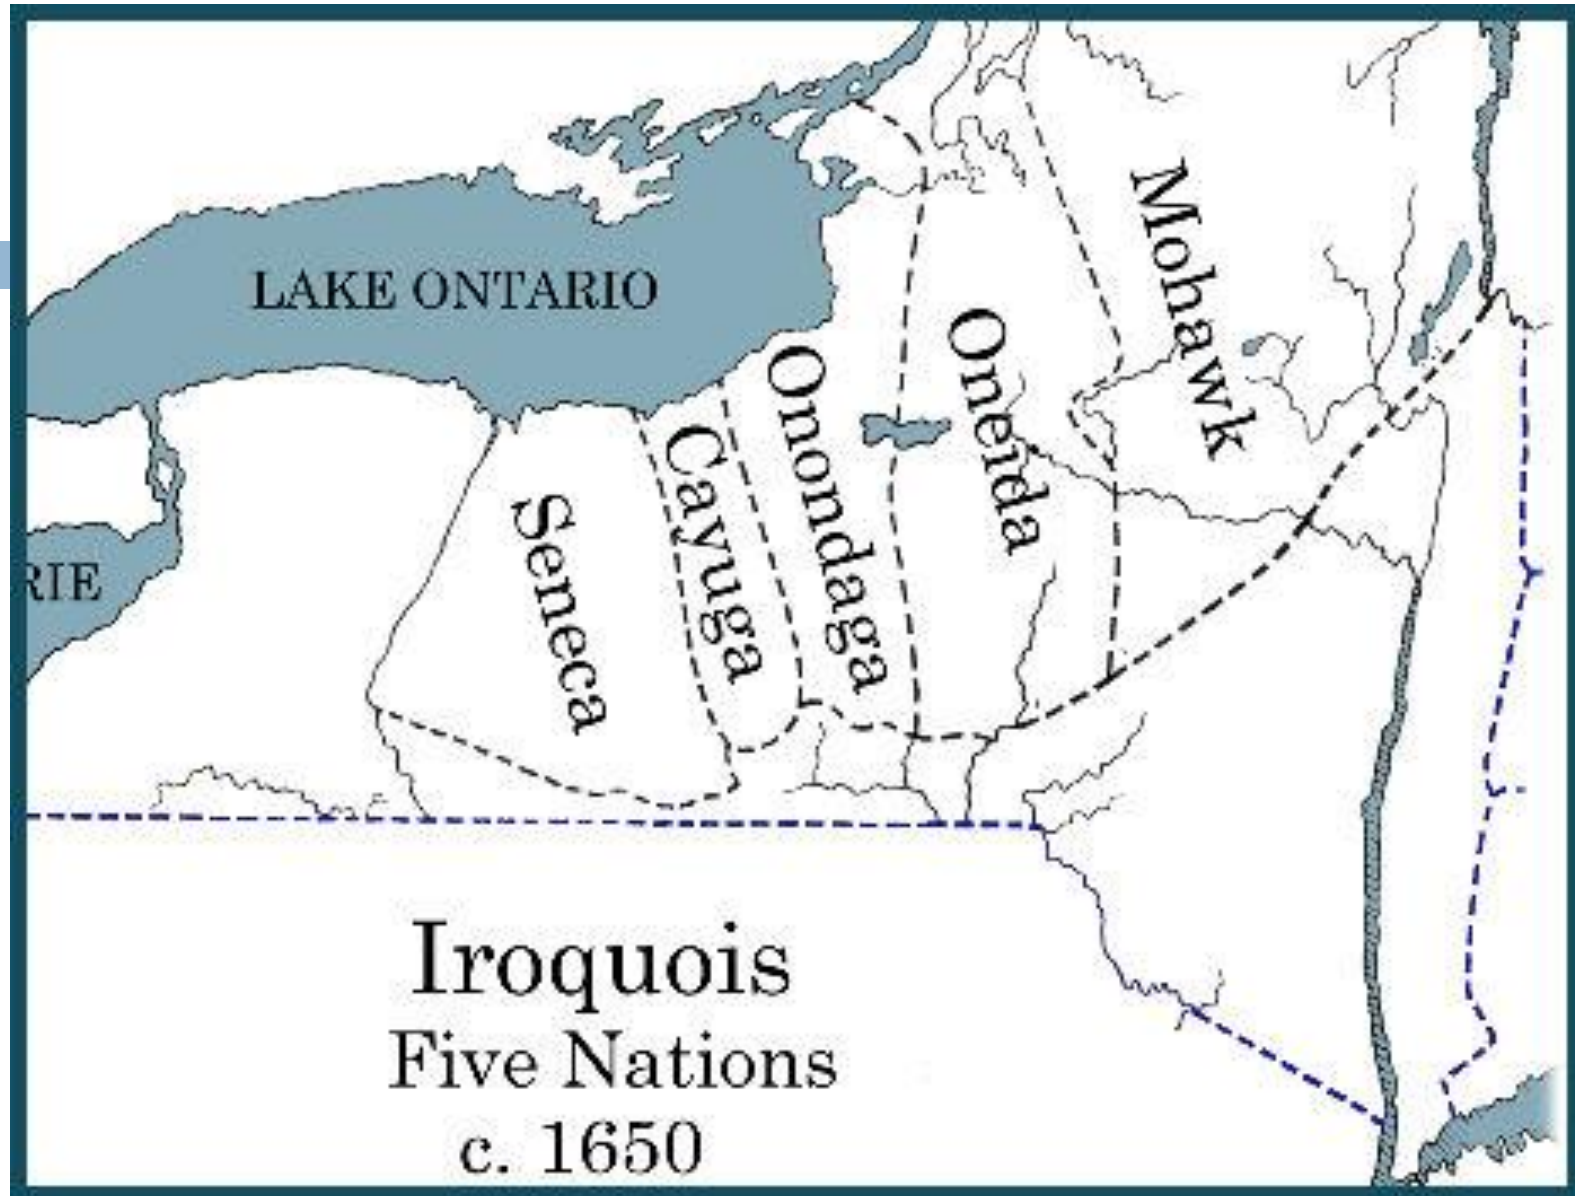 LAKE ONTARIO
Mohawk
Oneida
Onondaga
Cayuga
Seneca
RIE
Iroquois
Five Nations
c. 1650